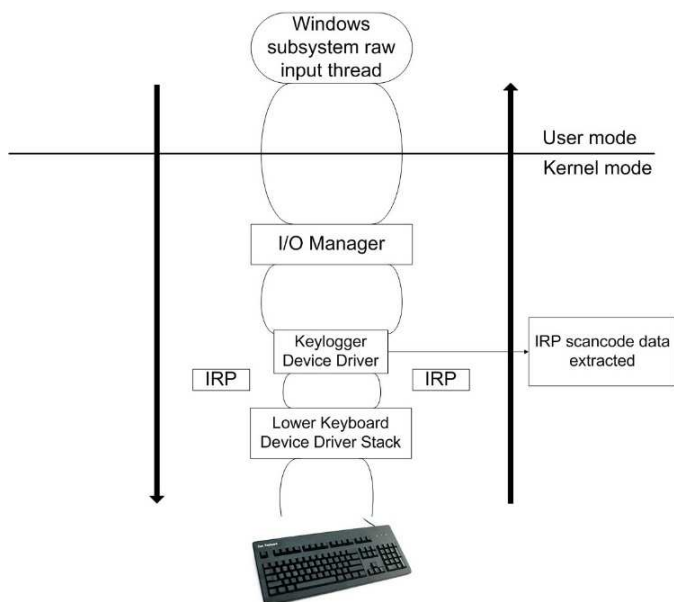 Windows
subsystem raw
input thread
User mode
Kernel mode
I/O Manager
Keylogger
Device Driver
IRP scancode data
extracted
IRP
IRP
Lower Keyboard
Device Driver Stack